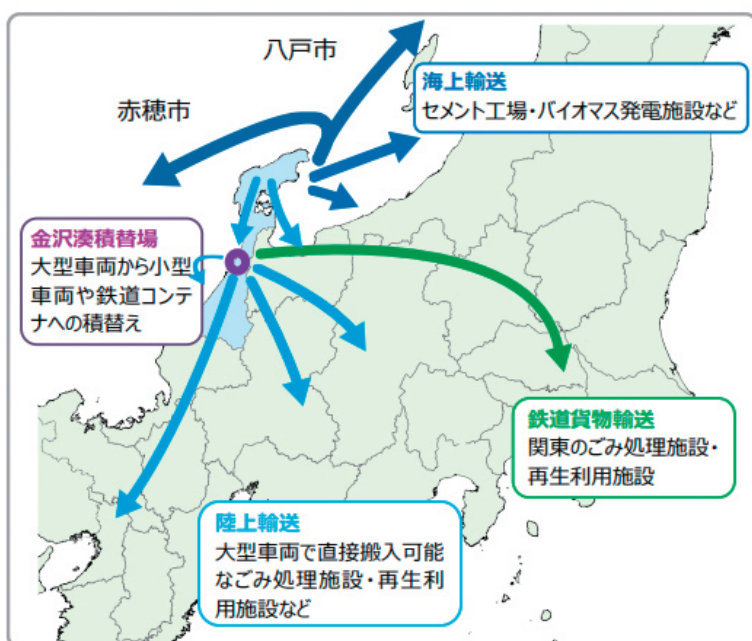 八戸市
赤穂市
海上輸送
セメント工場・バイオマス発電施設など
金沢湊積替場
大型車両から小型
車両や鉄道コンテ
ナへの積替え
鉄道貨物輸送
関東のごみ処理施設・
再生利用施設
陸上輸送
大型車両で直接搬入可能
なごみ処理施設・再生利
用施設など